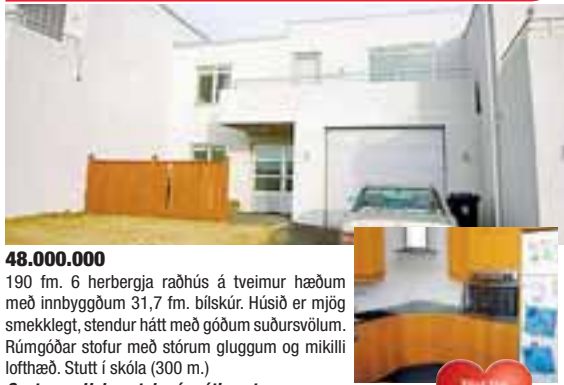 48.000.000
190 fm. 6 herbergja raðhús á tveimur hæðum
með innbyggðum 31,7 fm. bílskúr. Húsið er mjög
smekklegt, stendur hátt með góðum suðursvölum.
Rúmgóðar stofur með stórum gluggum og mikilli
lofthæð. Stutt í skóla (300 m.)